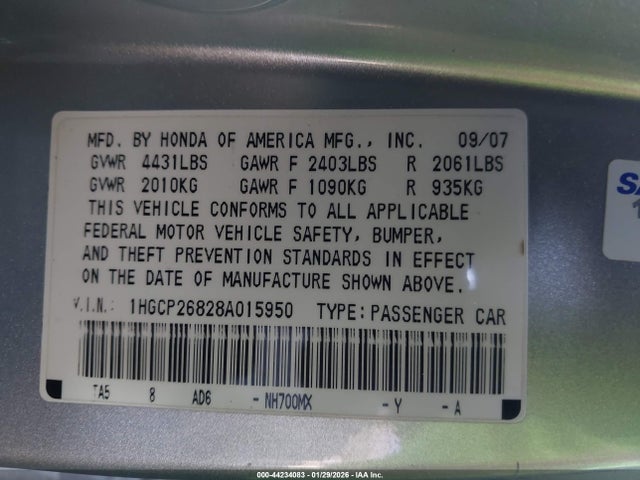 MFD. BY HONDA OF AMERICA MFG., INC. 09/07
GVWR 4431LBS GAWR F 2403LBS R 2061LBS
GVWR 2010KG GAWR F 1090KG R 935KG
THIS VEHICLE CONFORMS TO ALL APPLICABLE
FEDERAL MOTOR VEHICLE SAFETY, BUMPER,
AND THEFT PREVENTION STANDARDS IN EFFECT
ON THE DATE OF MANUFACTURE SHOWN ABOVE.
V.I.N.: 1HGCP26828A015950 TYPE: PASSENGER CAR
TA5 8 AD6 - NH700MX - Y - A
000-44234083 - 01/29/2026 - IAA Inc.